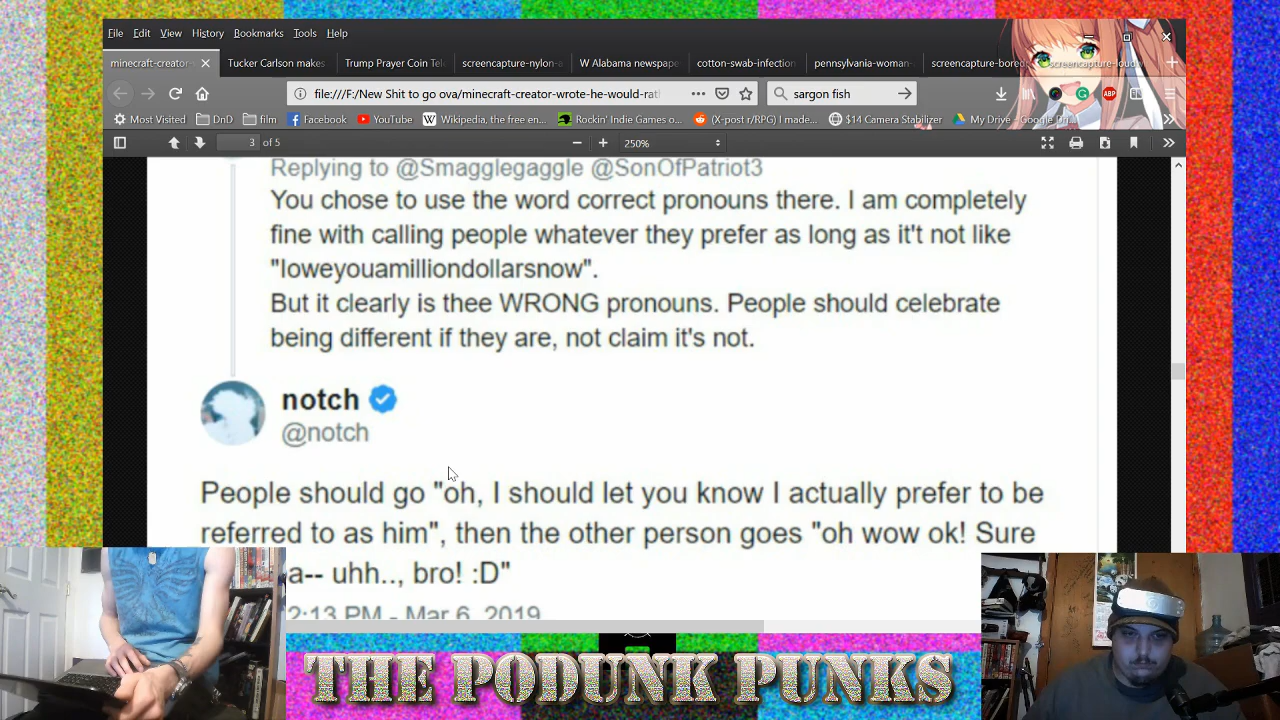 File Edit View History Bookmarks Tools Help
minecraft-creator- Tucker Carlson makes Trump Prayer Coin Tel screencapture-nylon-a W Alabama newspape cotton-swab-infection pennsylvania-woman- screencapture-bored screencapture-loudw
file:///F:/New Shit to go ova/minecraft-creator-wrote-he-would-rat sargon fish ABP
Most Visited DnD film Facebook YouTube Wikipedia, the free en... Rockin' Indie Games o... (X-post r/RPG) I made... $14 Camera Stabilizer My Drive - Google Dri...
3 of 5 250%
Replying to @Smagglegaggle @SonOfPatriot3
You chose to use the word correct pronouns there. I am completely
fine with calling people whatever they prefer as long as it't not like
"Ioweyouamilliondollarsnow".
But it clearly is thee WRONG pronouns. People should celebrate
being different if they are, not claim it's not.
notch
@notch
People should go "oh, I should let you know I actually prefer to be
referred to as him", then the other person goes "oh wow ok! Sure
a-- uhh.., bro! :D"
2:13 PM - Mar 6, 2019
THE PODUNK PUNKS